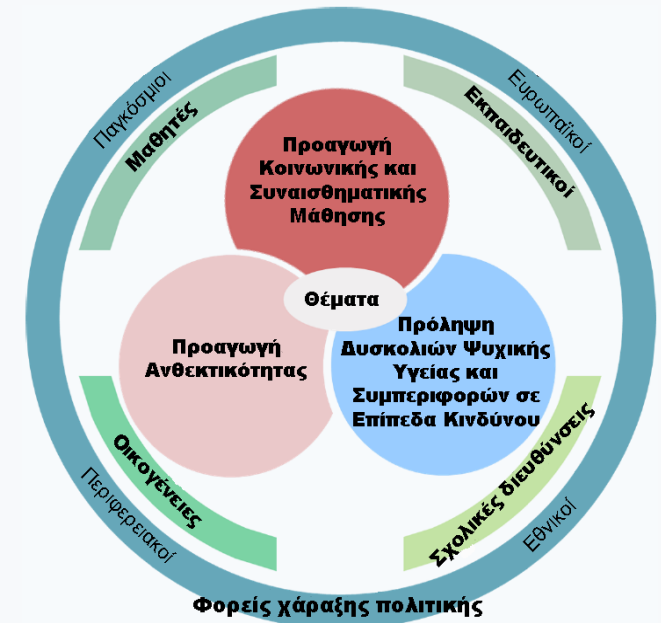 Παγκόσμιοι
Ευρωπαϊκοί
Μαθητές
Εκπαιδευτικοί
Προαγωγή
Κοινωνικής και
Συναισθηματικής
Μάθησης
Θέματα
Προαγωγή
Ανθεκτικότητας
Πρόληψη
Δυσκολιών Ψυχικής
Υγείας και
Συμπεριφορών σε
Επίπεδα Κινδύνου
Οικογένειες
Σχολικές διευθύνσεις
Περιφερειακοί
Εθνικοί
Φορείς χάραξης πολιτικής